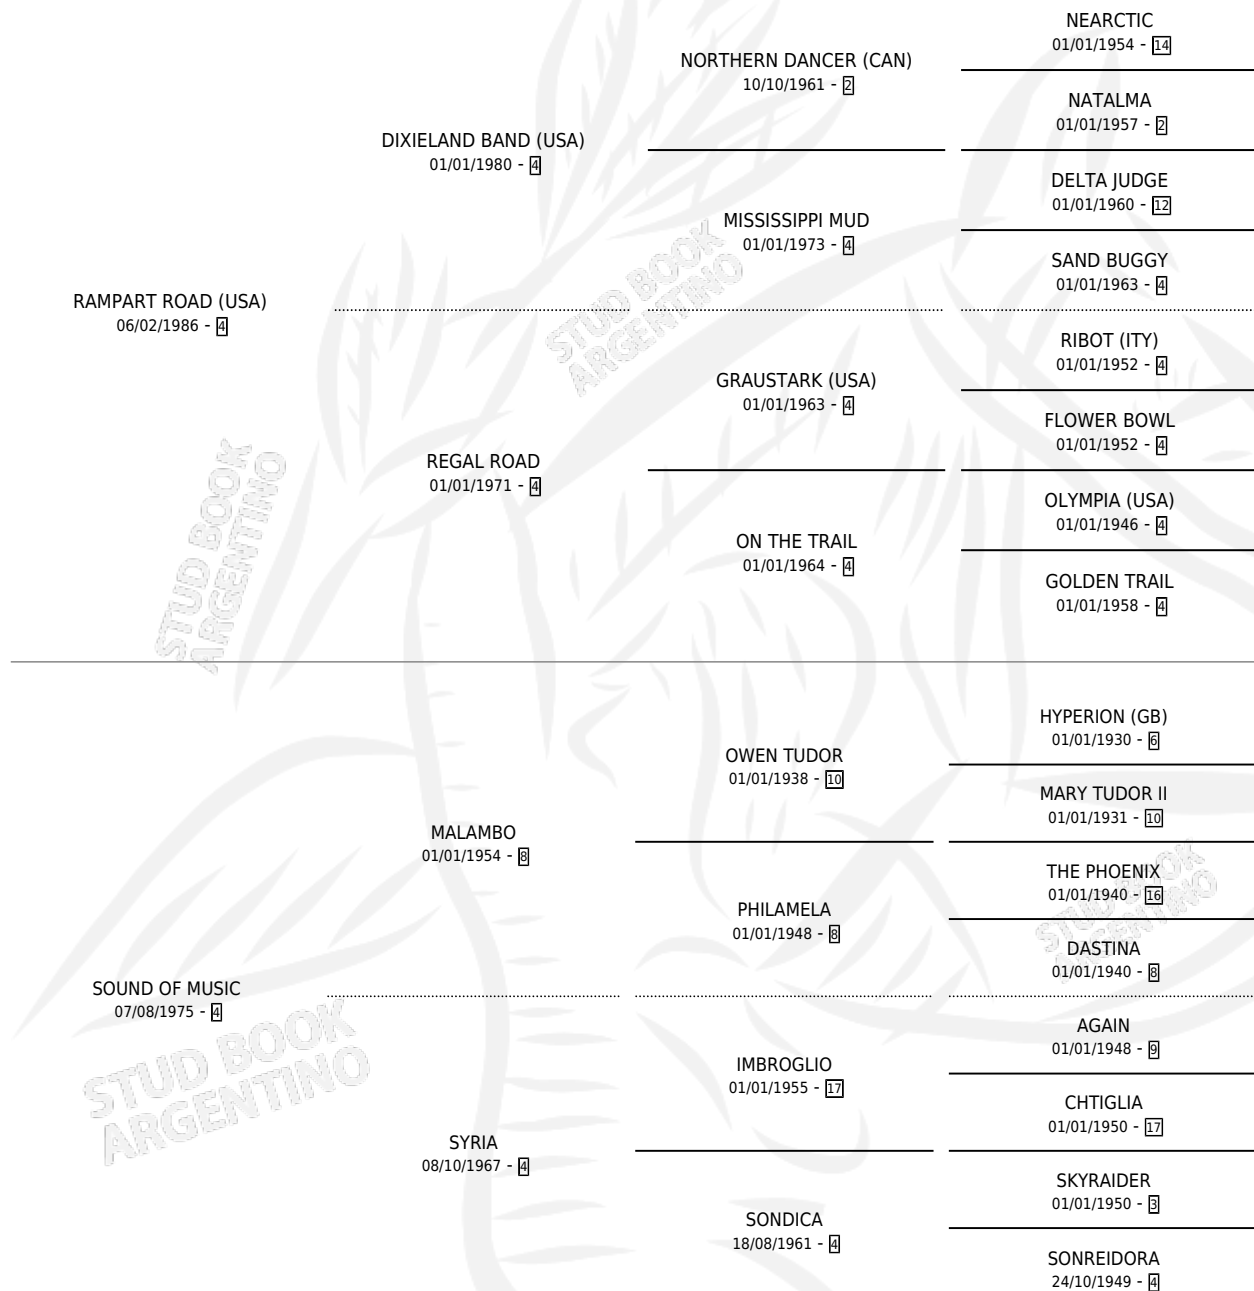 NEARCTIC
01/01/1954 - 14
NORTHERN DANCER (CAN)
10/10/1961 - 2
NATALMA
01/01/1957 - 2
DIXIELAND BAND (USA)
01/01/1980 - 4
DELTA JUDGE
01/01/1960 - 12
MISSISSIPPI MUD
01/01/1973 - 4
SAND BUGGY
01/01/1963 - 4
RAMPART ROAD (USA)
06/02/1986 - 4
RIBOT (ITY)
01/01/1952 - 4
GRAUSTARK (USA)
01/01/1963 - 4
FLOWER BOWL
01/01/1952 - 4
REGAL ROAD
01/01/1971 - 4
OLYMPIA (USA)
01/01/1946 - 4
ON THE TRAIL
01/01/1964 - 4
GOLDEN TRAIL
01/01/1958 - 4
HYPERION (GB)
01/01/1930 - 6
OWEN TUDOR
01/01/1938 - 10
MARY TUDOR II
01/01/1931 - 10
MALAMBO
01/01/1954 - 8
THE PHOENIX
01/01/1940 - 16
PHILAMELA
01/01/1948 - 8
DASTINA
01/01/1940 - 8
SOUND OF MUSIC
07/08/1975 - 4
AGAIN
01/01/1948 - 9
IMBROGLIO
01/01/1955 - 17
CHTIGLIA
01/01/1950 - 17
SYRIA
08/10/1967 - 4
SKYRAIDER
01/01/1950 - 3
SONDICA
18/08/1961 - 4
SONREIDORA
24/10/1949 - 4
STUD BOOK
ARGENTINO
STUD BOOK
ARGENTINO
STUD BOOK
ARGENTINO
STUD BOOK
ARGENTINO